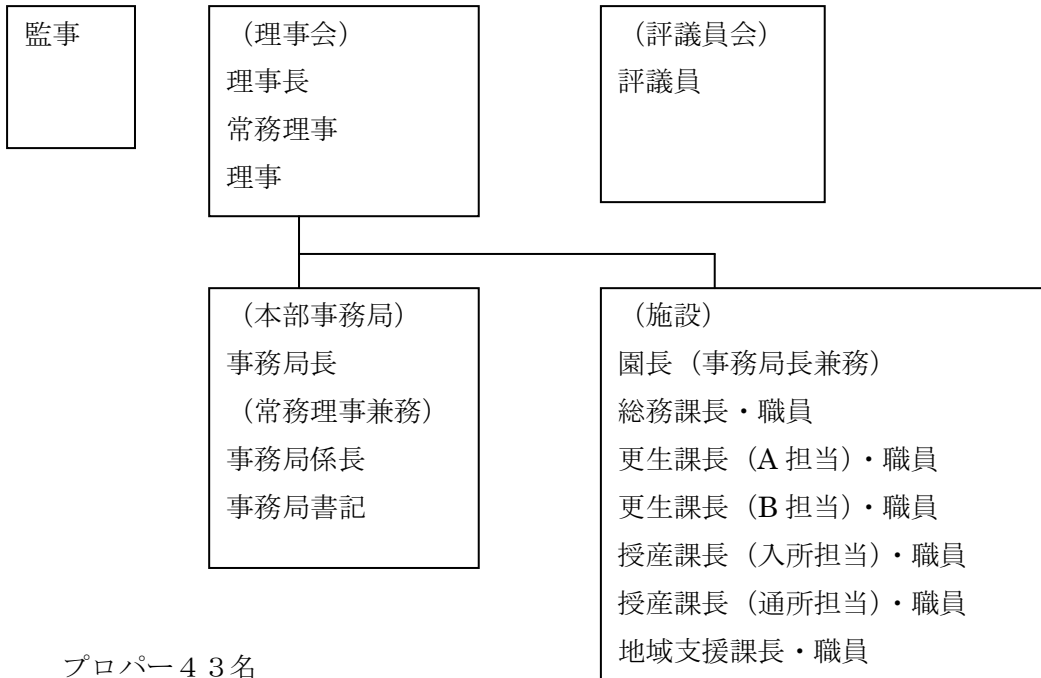 監事
（理事会）
理事長
常務理事
理事
（評議員会）
評議員
（本部事務局）
事務局長
（常務理事兼務）
事務局係長
事務局書記
（施設）
園長（事務局長兼務）
総務課長・職員
更生課長（A 担当）・職員
更生課長（B 担当）・職員
授産課長（入所担当）・職員
授産課長（通所担当）・職員
地域支援課長・職員
プロパー４３名